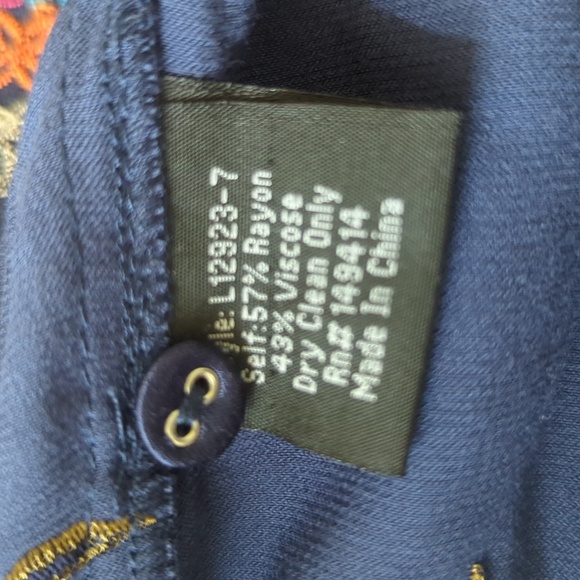 yle: L12923-7
Self:57% Rayon
43% Viscose
Dry Clean Only
Rn# 149414
Made In China